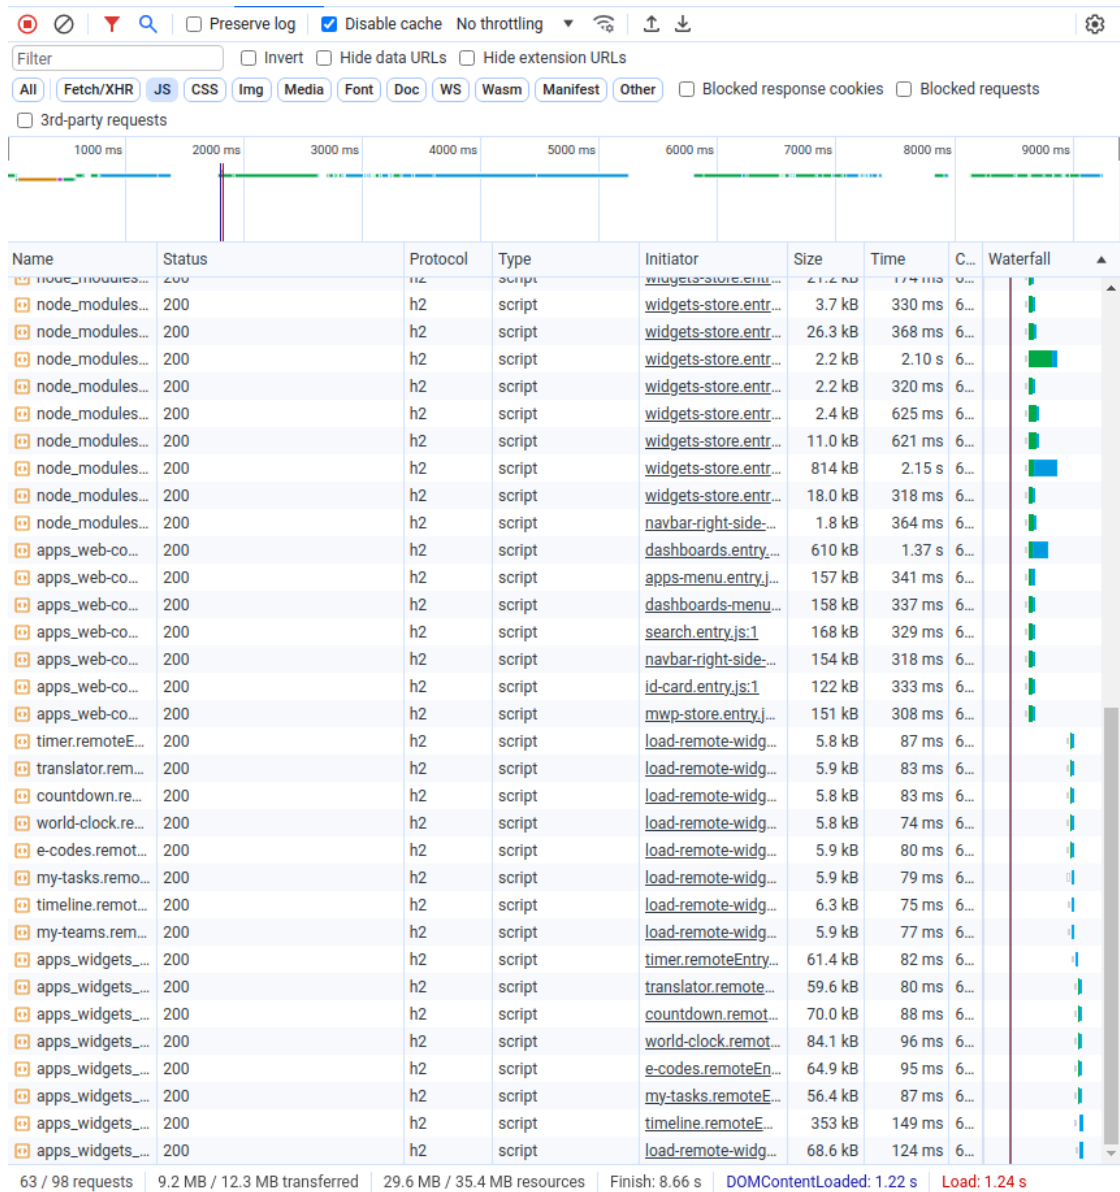 Preserve log Disable cache No throttling
Filter Invert Hide data URLs Hide extension URLs
All Fetch/XHR JS CSS Img Media Font Doc WS Wasm Manifest Other Blocked response cookies Blocked requests
3rd-party requests
1000 ms 2000 ms 3000 ms 4000 ms 5000 ms 6000 ms 7000 ms 8000 ms 9000 ms
Name Status Protocol Type Initiator Size Time C... Waterfall
node_modules... 200 h2 script widgets-store.entr... 21.2 kB 174 ms 6...
node_modules... 200 h2 script widgets-store.entr... 3.7 kB 330 ms 6...
node_modules... 200 h2 script widgets-store.entr... 26.3 kB 368 ms 6...
node_modules... 200 h2 script widgets-store.entr... 2.2 kB 2.10 s 6...
node_modules... 200 h2 script widgets-store.entr... 2.2 kB 320 ms 6...
node_modules... 200 h2 script widgets-store.entr... 2.4 kB 625 ms 6...
node_modules... 200 h2 script widgets-store.entr... 11.0 kB 621 ms 6...
node_modules... 200 h2 script widgets-store.entr... 814 kB 2.15 s 6...
node_modules... 200 h2 script widgets-store.entr... 18.0 kB 318 ms 6...
node_modules... 200 h2 script navbar-right-side-... 1.8 kB 364 ms 6...
apps_web-co... 200 h2 script dashboards.entry.... 610 kB 1.37 s 6...
apps_web-co... 200 h2 script apps-menu.entry.j... 157 kB 341 ms 6...
apps_web-co... 200 h2 script dashboards-menu... 158 kB 337 ms 6...
apps_web-co... 200 h2 script search.entry.js:1 168 kB 329 ms 6...
apps_web-co... 200 h2 script navbar-right-side-... 154 kB 318 ms 6...
apps_web-co... 200 h2 script id-card.entry.js:1 122 kB 333 ms 6...
apps_web-co... 200 h2 script mwp-store.entry.j... 151 kB 308 ms 6...
timer.remoteE... 200 h2 script load-remote-widg... 5.8 kB 87 ms 6...
translator.rem... 200 h2 script load-remote-widg... 5.9 kB 83 ms 6...
countdown.re... 200 h2 script load-remote-widg... 5.8 kB 83 ms 6...
world-clock.re... 200 h2 script load-remote-widg... 5.8 kB 74 ms 6...
e-codes.remot... 200 h2 script load-remote-widg... 5.9 kB 80 ms 6...
my-tasks.remo... 200 h2 script load-remote-widg... 5.9 kB 79 ms 6...
timeline.remot... 200 h2 script load-remote-widg... 6.3 kB 75 ms 6...
my-teams.rem... 200 h2 script load-remote-widg... 5.9 kB 77 ms 6...
apps_widgets_... 200 h2 script timer.remoteEntry... 61.4 kB 82 ms 6...
apps_widgets_... 200 h2 script translator.remote... 59.6 kB 80 ms 6...
apps_widgets_... 200 h2 script countdown.remot... 70.0 kB 88 ms 6...
apps_widgets_... 200 h2 script world-clock.remot... 84.1 kB 96 ms 6...
apps_widgets_... 200 h2 script e-codes.remoteEn... 64.9 kB 95 ms 6...
apps_widgets_... 200 h2 script my-tasks.remoteE... 56.4 kB 87 ms 6...
apps_widgets_... 200 h2 script timeline.remoteE... 353 kB 149 ms 6...
apps_widgets_... 200 h2 script load-remote-widg... 68.6 kB 124 ms 6...
63 / 98 requests 9.2 MB / 12.3 MB transferred 29.6 MB / 35.4 MB resources Finish: 8.66 s DOMContentLoaded: 1.22 s Load: 1.24 s